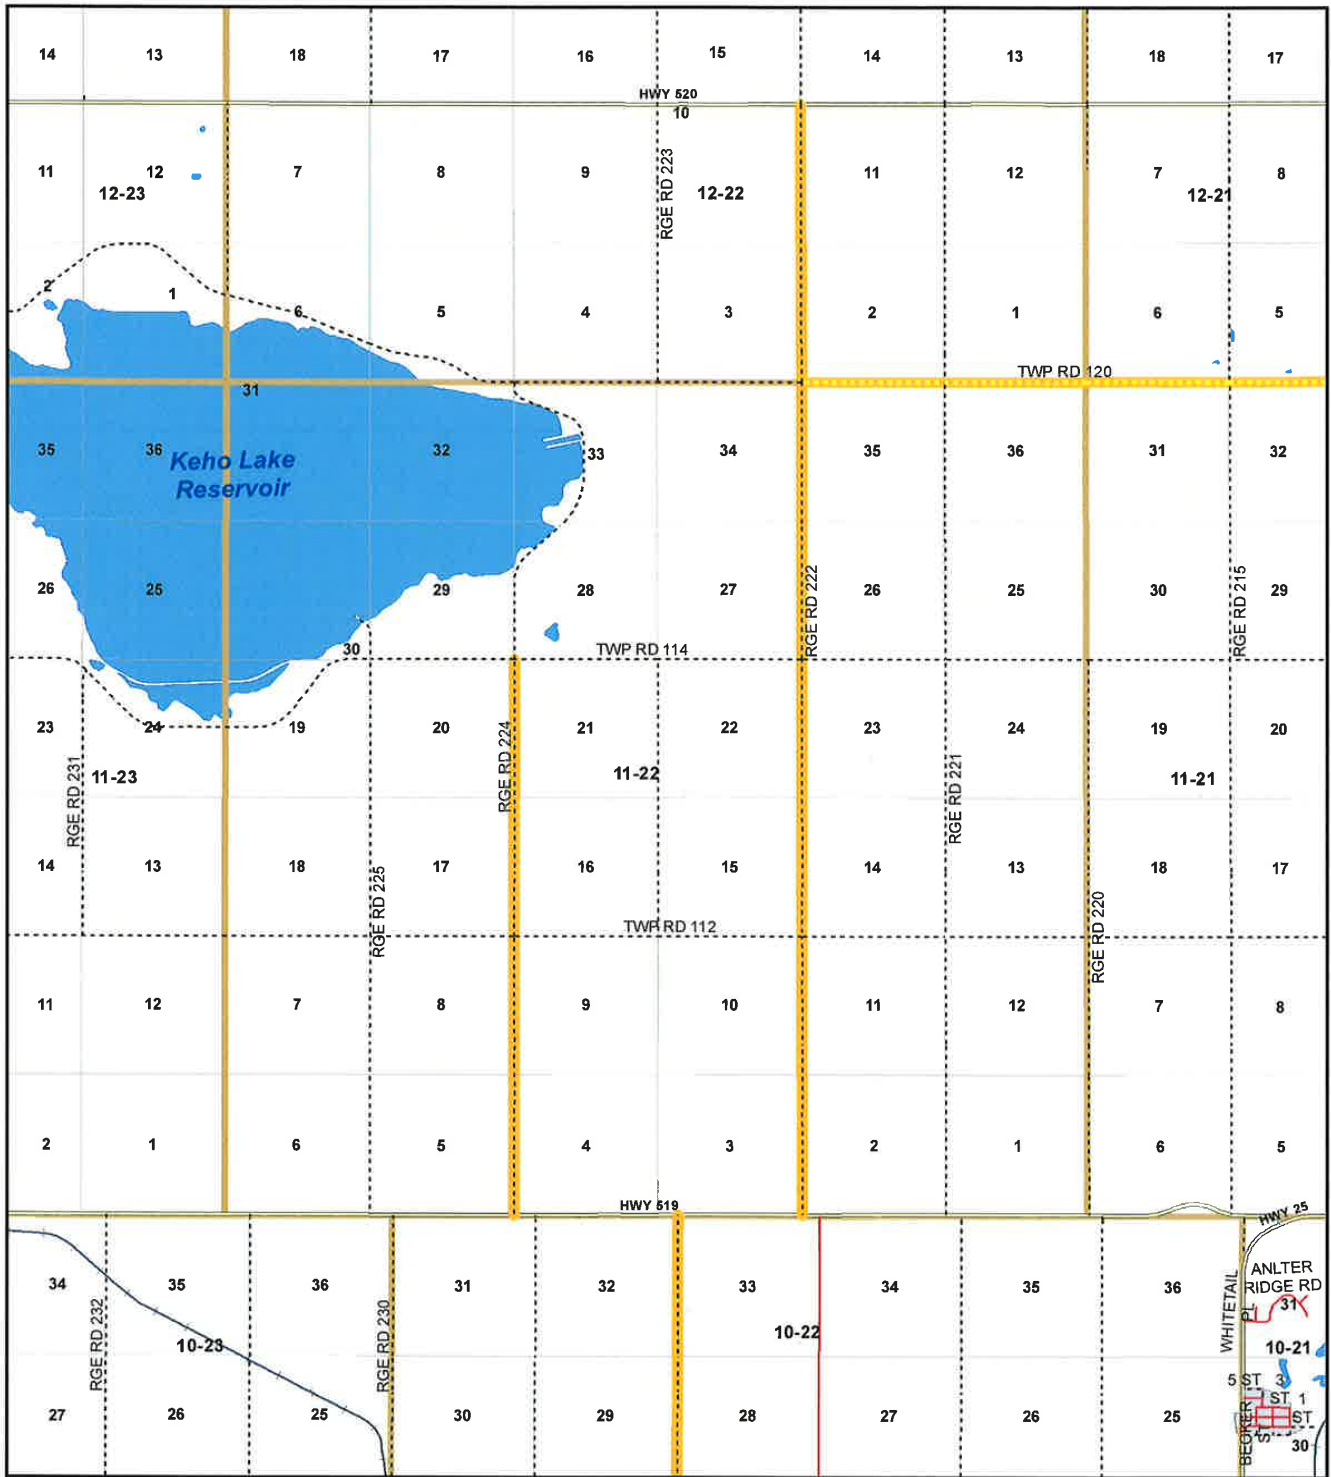 14 13 18 17 16 15 14 13 18 17
HWY 520
10
11 12 7 8 9 11 12 7 8
12-23 12-22 12-21
RGE RD 223
2 1 6 5 4 3 2 1 6 5
TWP RD 120
31
35 36 32 33 34 35 36 31 32
Keho Lake
Reservoir
26 25 29 28 27 26 25 30 29
RGE RD 222
RGE RD 215
30
TWP RD 114
23 24 19 20 21 22 23 24 19 20
RGE RD 231
11-23
RGE RD 224
11-22
RGE RD 221
11-21
14 13 18 17 16 15 14 13 18 17
RGE RD 225
TWP RD 112
RGE RD 220
11 12 7 8 9 10 11 12 7 8
2 1 6 5 4 3 2 1 6 5
HWY 519
HWY 25
34 35 36 31 32 33 34 35 36
ANLTER
RIDGE RD
31
WHITETAIL
PL
RGE RD 232
10-23
RGE RD 230
10-22
10-21
5 ST 3
ST 1
ST
27 26 25 30 29 28 27 26 25
BECKER
ST
30